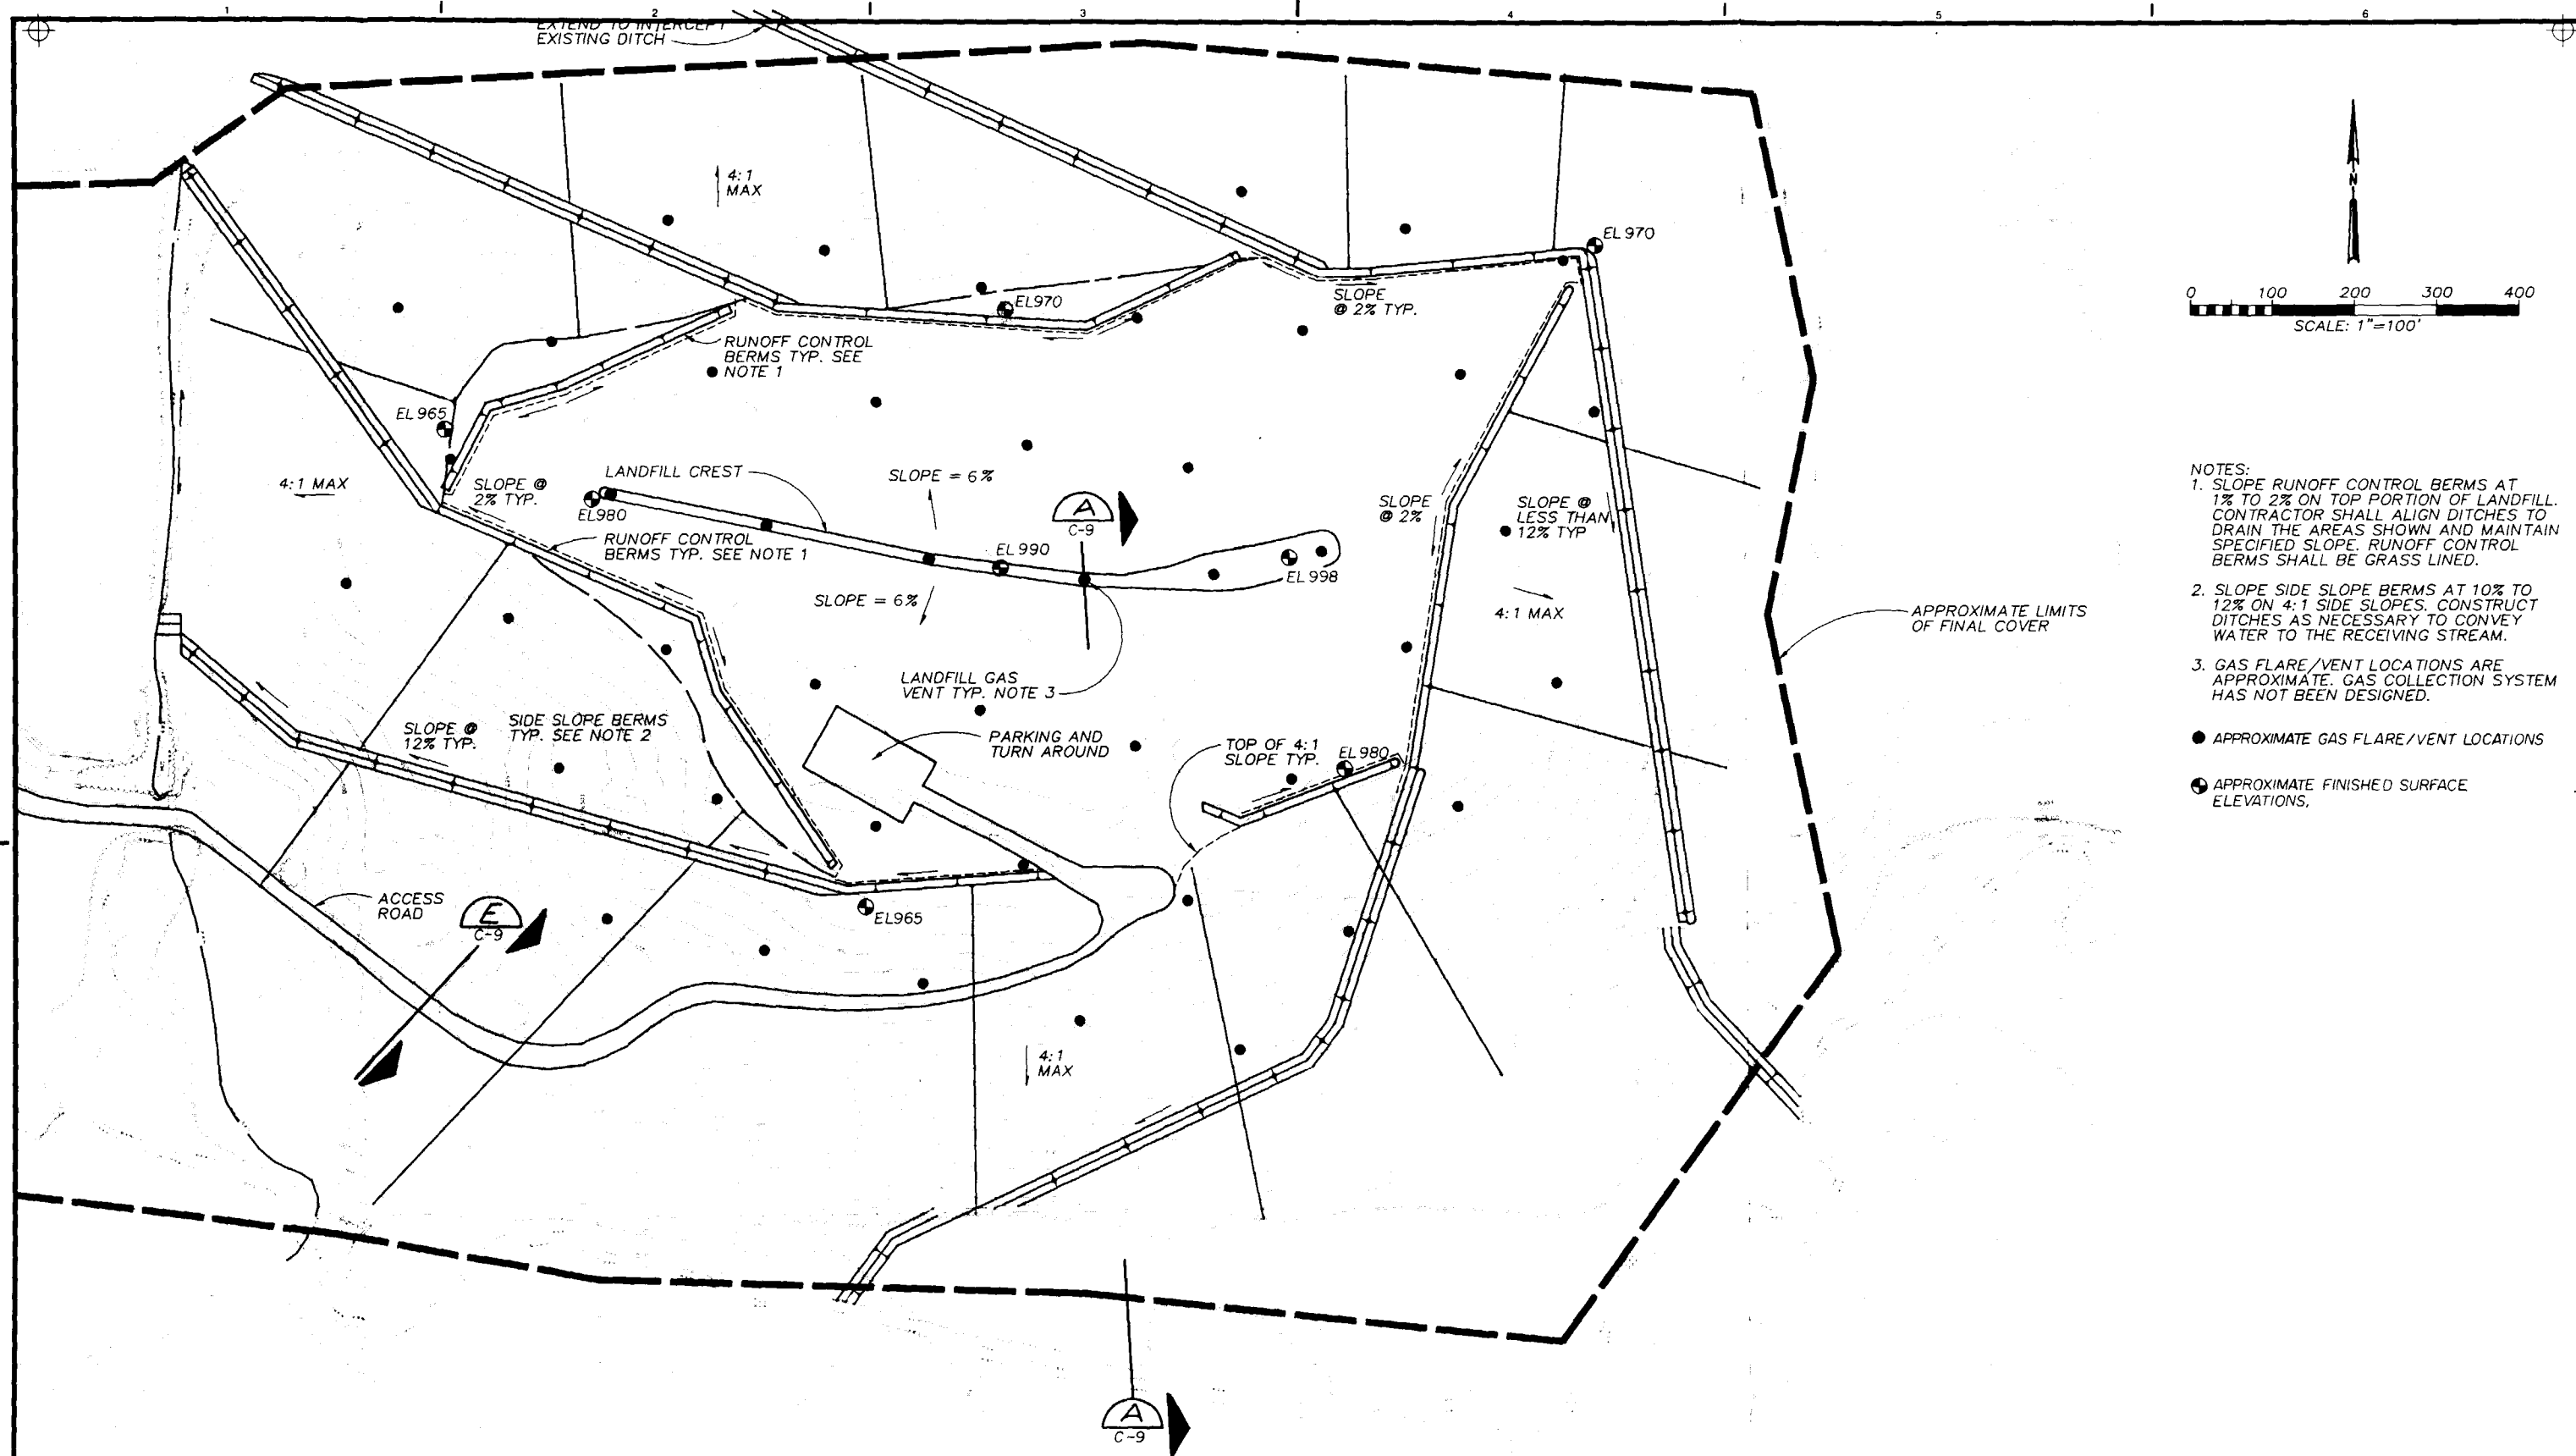 1
2
3
4
5
6
EXTEND TO INTERCEPT
EXISTING DITCH
4:1
MAX
EL 970
EL970
SLOPE
@ 2% TYP.
RUNOFF CONTROL
BERMS TYP. SEE
NOTE 1
EL 965
4:1 MAX
SLOPE @
2% TYP.
LANDFILL CREST
SLOPE = 6%
EL980
A
C-9
SLOPE
@ 2%
SLOPE @
LESS THAN
12% TYP
RUNOFF CONTROL
BERMS TYP. SEE NOTE 1
EL 990
EL 998
SLOPE = 6%
4:1 MAX
APPROXIMATE LIMITS
OF FINAL COVER
LANDFILL GAS
VENT TYP. NOTE 3
SLOPE @
12% TYP.
SIDE SLOPE BERMS
TYP. SEE NOTE 2
PARKING AND
TURN AROUND
TOP OF 4:1
SLOPE TYP.
EL 980
ACCESS
ROAD
E
C-9
EL965
4:1
MAX
A
C-9
N
0 100 200 300 400
SCALE: 1"=100'
NOTES:
1. SLOPE RUNOFF CONTROL BERMS AT
1% TO 2% ON TOP PORTION OF LANDFILL.
CONTRACTOR SHALL ALIGN DITCHES TO
DRAIN THE AREAS SHOWN AND MAINTAIN
SPECIFIED SLOPE. RUNOFF CONTROL
BERMS SHALL BE GRASS LINED.
2. SLOPE SIDE SLOPE BERMS AT 10% TO
12% ON 4:1 SIDE SLOPES. CONSTRUCT
DITCHES AS NECESSARY TO CONVEY
WATER TO THE RECEIVING STREAM.
3. GAS FLARE/VENT LOCATIONS ARE
APPROXIMATE. GAS COLLECTION SYSTEM
HAS NOT BEEN DESIGNED.
APPROXIMATE GAS FLARE/VENT LOCATIONS
APPROXIMATE FINISHED SURFACE
ELEVATIONS,